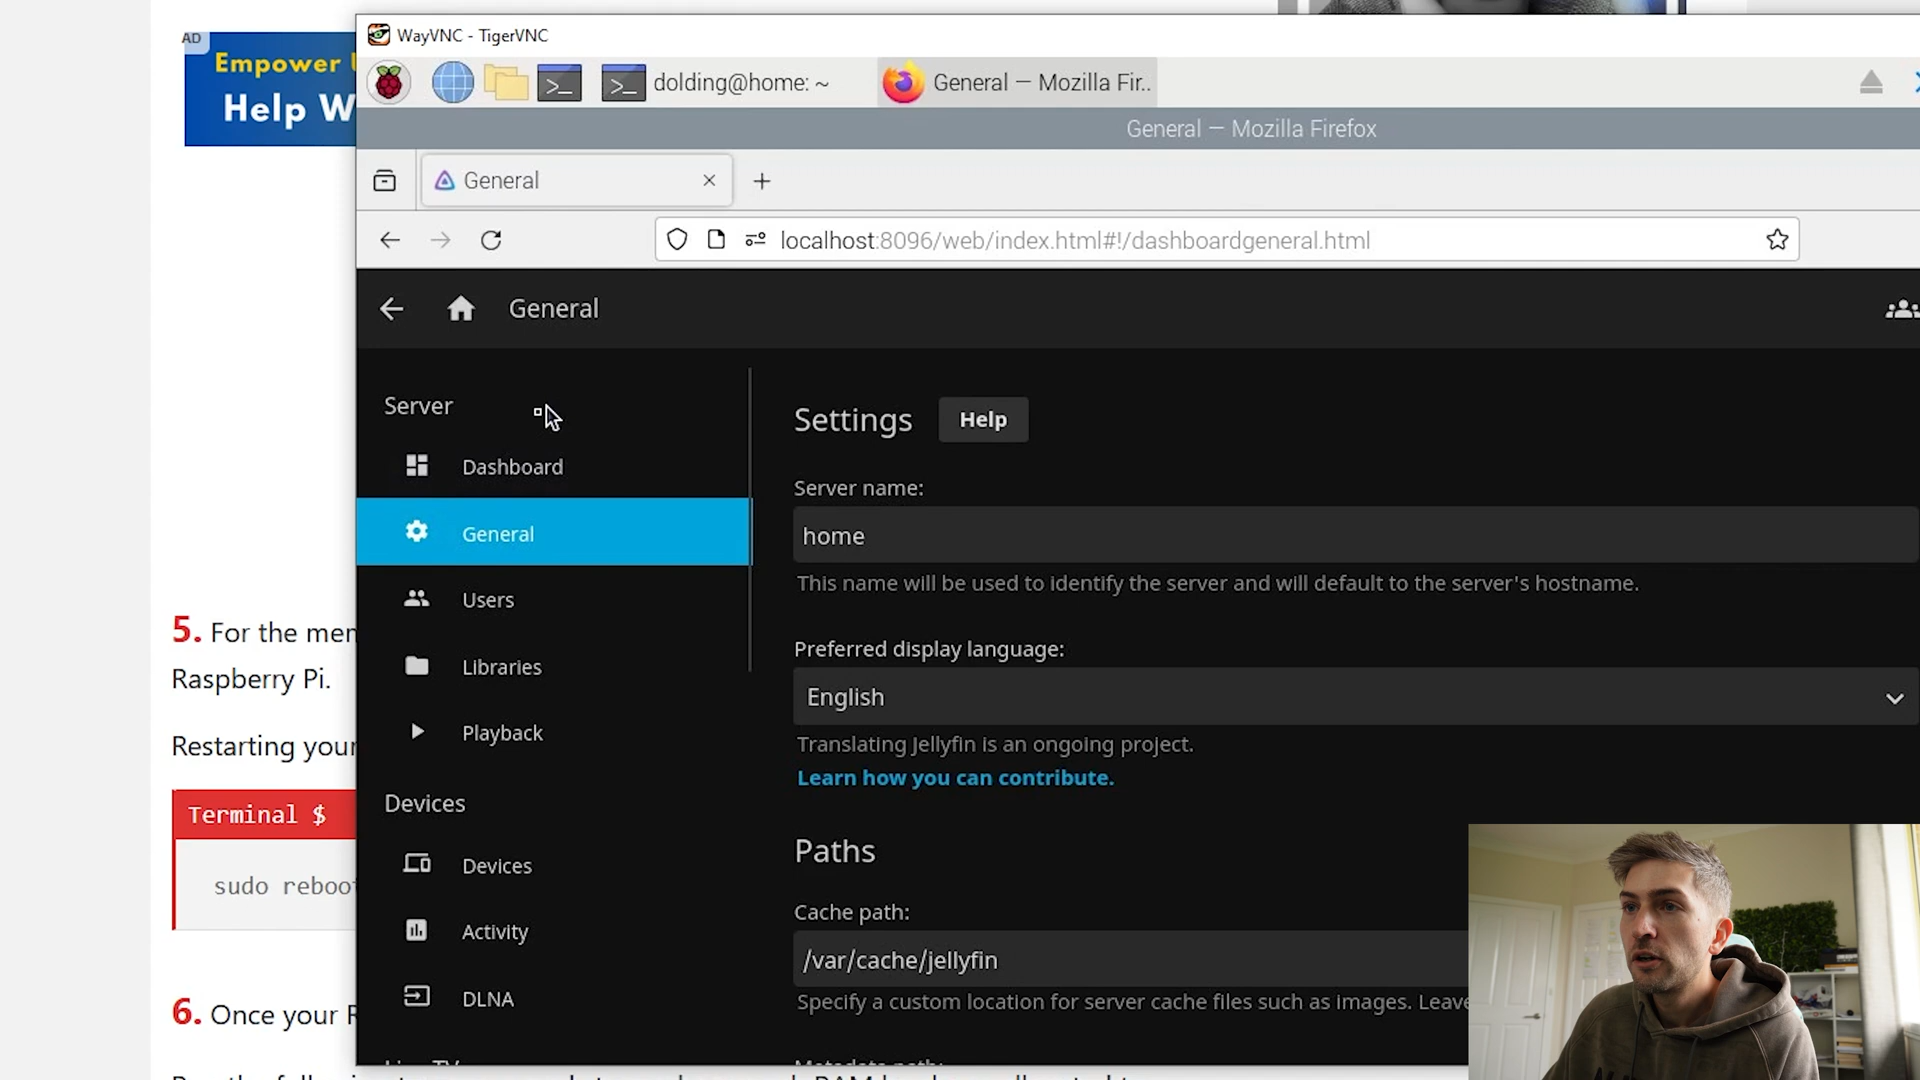 AD
Empower
Help W
WayVNC - TigerVNC
dolding@home: ~
General — Mozilla Fir..
General — Mozilla Firefox
General
localhost:8096/web/index.html#!/dashboardgeneral.html
General
Server
Dashboard
General
Users
Libraries
Playback
Devices
Devices
Activity
DLNA
Settings
Help
Server name:
home
This name will be used to identify the server and will default to the server's hostname.
Preferred display language:
English
Translating Jellyfin is an ongoing project.
Learn how you can contribute.
Paths
Cache path:
/var/cache/jellyfin
Specify a custom location for server cache files such as images. Leave
Metadata path:
5. For the
Raspberry Pi.
Restarting your
Terminal $
sudo reboot
6. Once your R